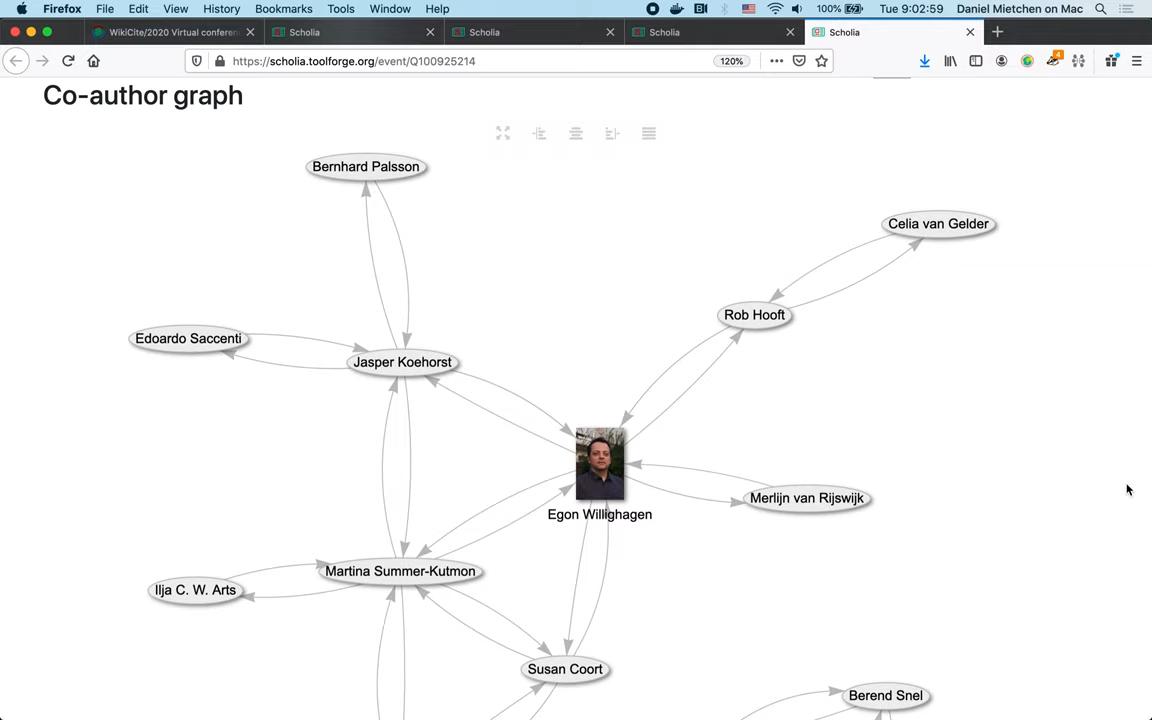 Firefox File Edit View History Bookmarks Tools Window Help 100% Tue 9:02:59 Daniel Mietchen on Mac
WikiCite/2020 Virtual conferen Scholia Scholia Scholia Scholia
https://scholia.toolforge.org/event/Q100925214 120% 4
Co-author graph
Bernhard Palsson
Celia van Gelder
Rob Hooft
Edoardo Saccenti
Jasper Koehorst
Merlijn van Rijswijk
Egon Willighagen
Martina Summer-Kutmon
Ilja C. W. Arts
Susan Coort
Berend Snel